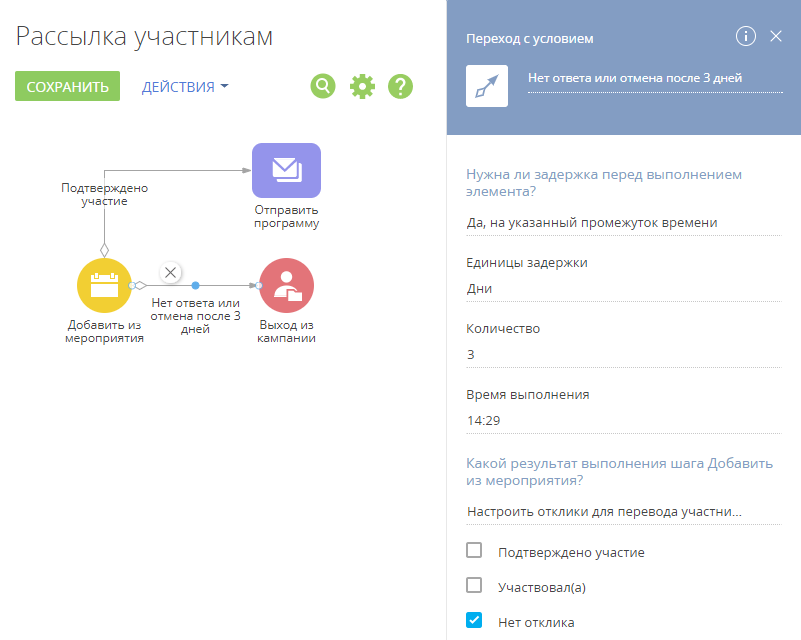 Рассылка участникам
СОХРАНИТЬ
ДЕЙСТВИЯ
?
Подтверждено
участие
Отправить
программу
Нет ответа или
отмена после 3
дней
Добавить из
мероприятия
Выход из
кампании
Переход с условием
i
Нет ответа или отмена после 3 дней
Нужна ли задержка перед выполнением
элемента?
Да, на указанный промежуток времени
Единицы задержки
Дни
Количество
3
Время выполнения
14:29
Какой результат выполнения шага Добавить
из мероприятия?
Настроить отклики для перевода участни...
Подтверждено участие
Участвовал(а)
Нет отклика